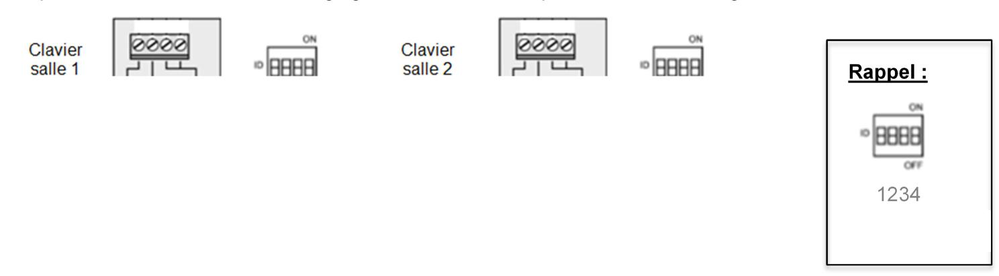 Clavier
salle 1
ON
ID
Clavier
salle 2
ON
ID
Rappel :
ON
ID
OFF
1234